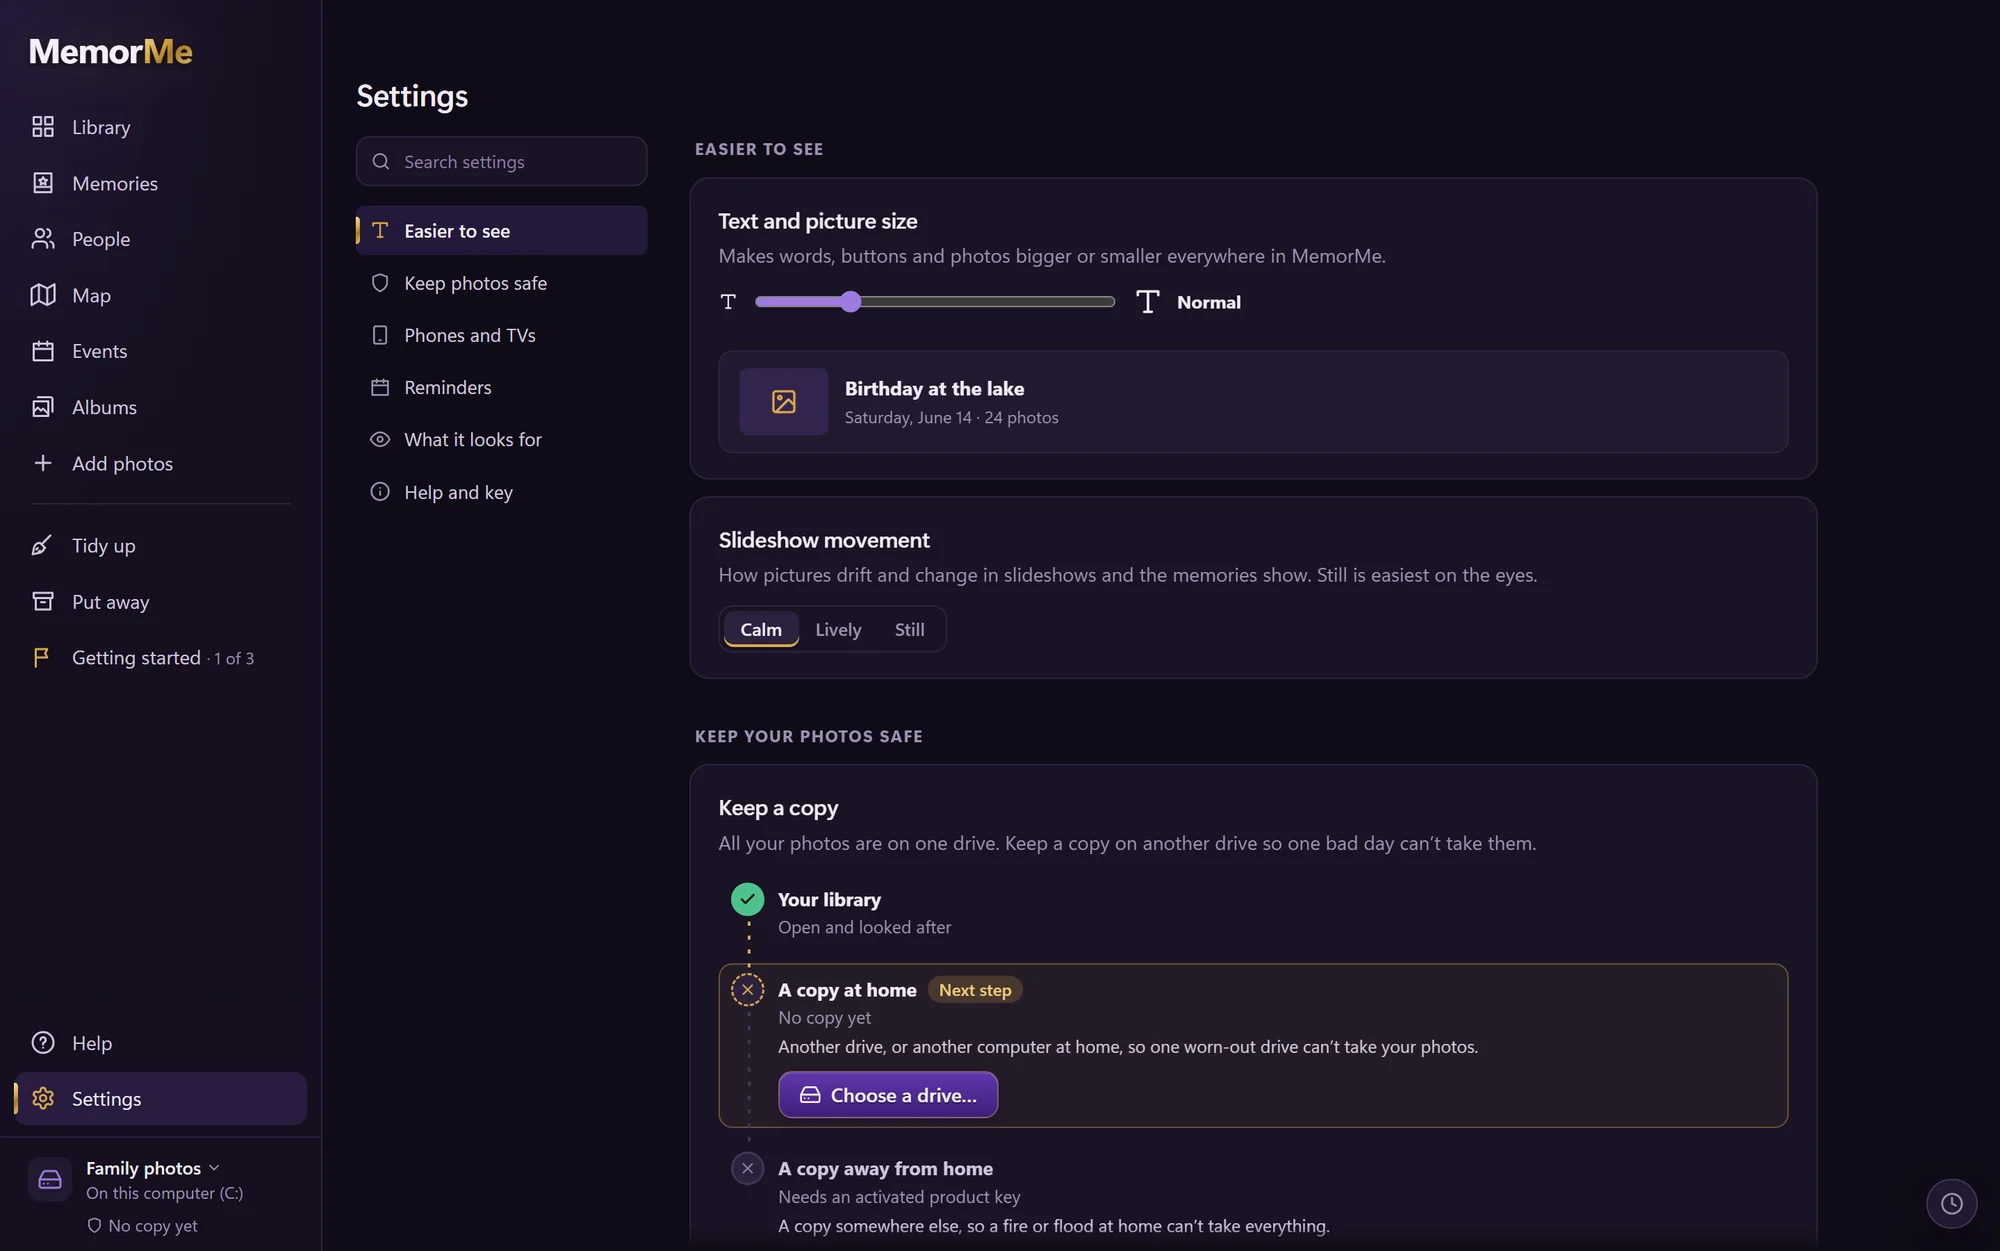 MemorMe
Library
Memories
People
Map
Events
Albums
Add photos
Tidy up
Put away
Getting started · 1 of 3
Help
Settings
Family photos
On this computer (C:)
No copy yet
Settings
Search settings
Easier to see
Keep photos safe
Phones and TVs
Reminders
What it looks for
Help and key
EASIER TO SEE
Text and picture size
Makes words, buttons and photos bigger or smaller everywhere in MemorMe.
Normal
Birthday at the lake
Saturday, June 14 · 24 photos
Slideshow movement
How pictures drift and change in slideshows and the memories show. Still is easiest on the eyes.
Calm Lively Still
KEEP YOUR PHOTOS SAFE
Keep a copy
All your photos are on one drive. Keep a copy on another drive so one bad day can’t take them.
Your library
Open and looked after
A copy at home Next step
No copy yet
Another drive, or another computer at home, so one worn-out drive can’t take your photos.
Choose a drive...
A copy away from home
Needs an activated product key
A copy somewhere else, so a fire or flood at home can’t take everything.